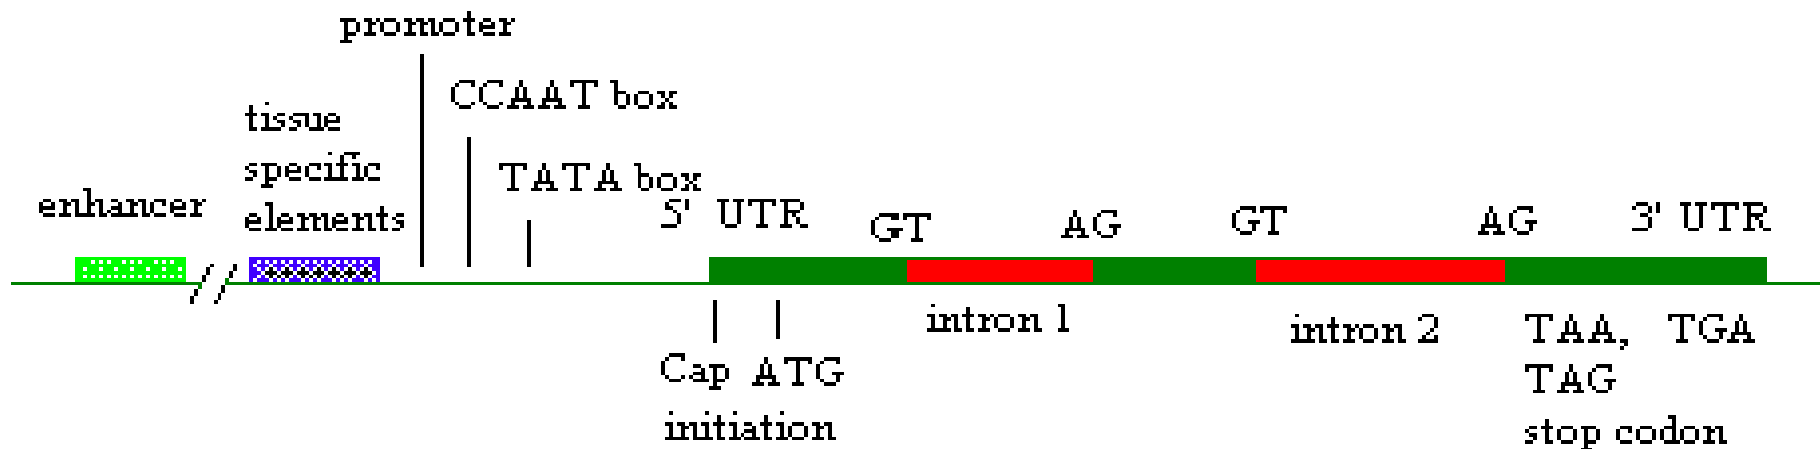 promoter
CCAAT box
tissue
specific
elements
TATA box
enhancer
5' UTR
GT
AG
GT
AG
3' UTR
intron 1
intron 2
TAA, TGA
TAG
stop codon
Cap ATG
initiation